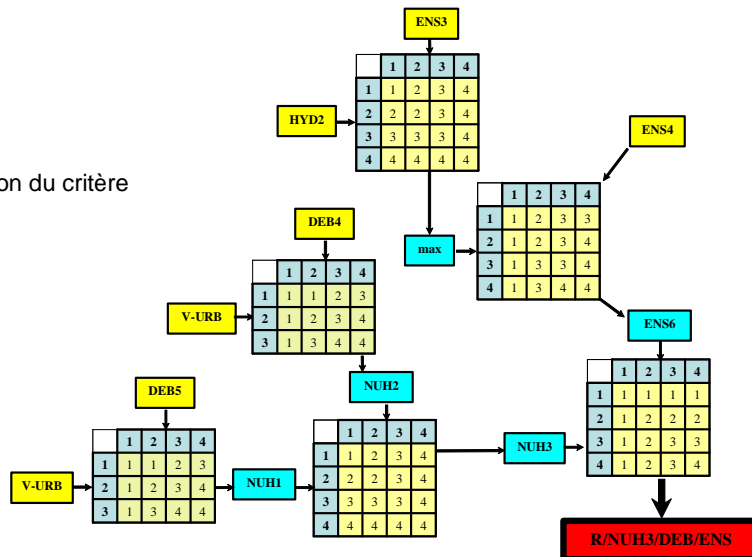 ENS3
1 2 3 4
1 1 2 3 4
2 2 2 3 4
3 3 3 3 4
4 4 4 4 4
HYD2
ENS4
on du critère
1 2 3 4
1 1 2 3 3
2 1 2 3 4
3 1 3 3 4
4 1 3 4 4
max
DEB4
1 2 3 4
1 1 1 2 3
2 1 2 3 4
3 1 3 4 4
V-URB
ENS6
NUH2
DEB5
1 2 3 4
1 1 1 1 1
2 1 2 2 2
3 1 2 3 3
4 1 2 3 4
1 2 3 4
1 1 2 3 4
2 2 2 3 4
3 3 3 3 4
4 4 4 4 4
NUH3
1 2 3 4
1 1 1 2 3
2 1 2 3 4
3 1 3 4 4
V-URB
NUH1
R/NUH3/DEB/ENS